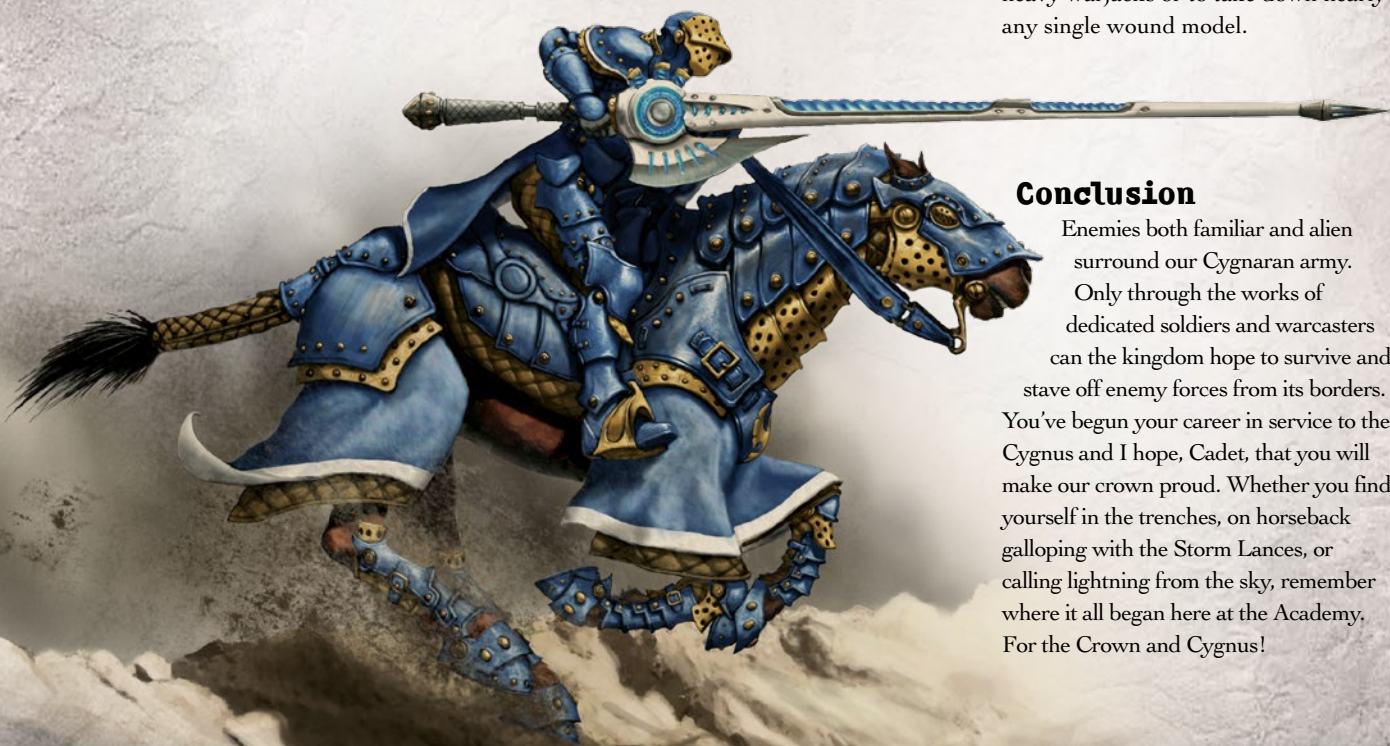 heavy warjacks or to take down nearly
any single wound model.
Conclusion
Enemies both familiar and alien
surround our Cygnaran army.
Only through the works of
dedicated soldiers and warcasters
can the kingdom hope to survive and
stave off enemy forces from its borders.
You've begun your career in service to the
Cygnus and I hope, Cadet, that you will
make our crown proud. Whether you find
yourself in the trenches, on horseback
galloping with the Storm Lances, or
calling lightning from the sky, remember
where it all began here at the Academy.
For the Crown and Cygnus!